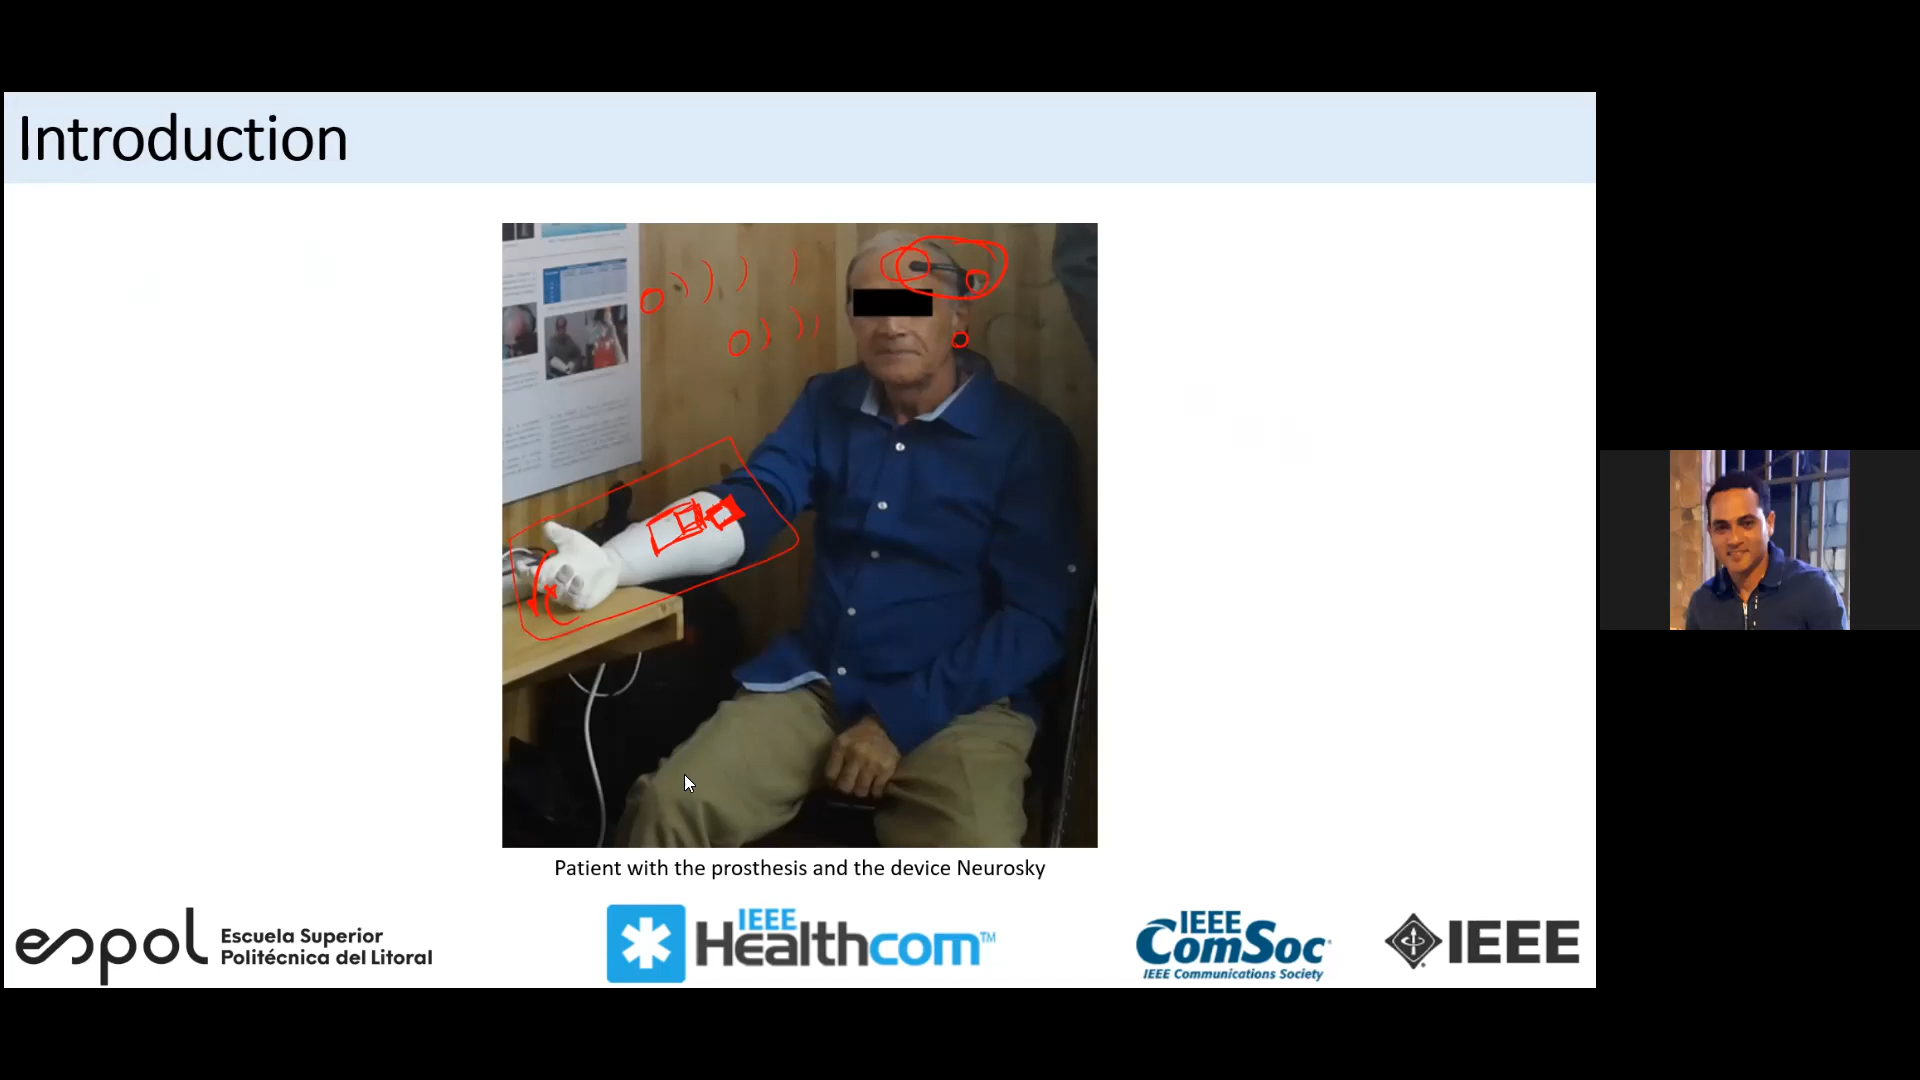 Introduction
Patient with the prosthesis and the device Neurosky
espol
Escuela Superior
Politécnica del Litoral
IEEE
Healthcom™
IEEE
ComSoc
IEEE Communications Society
IEEE